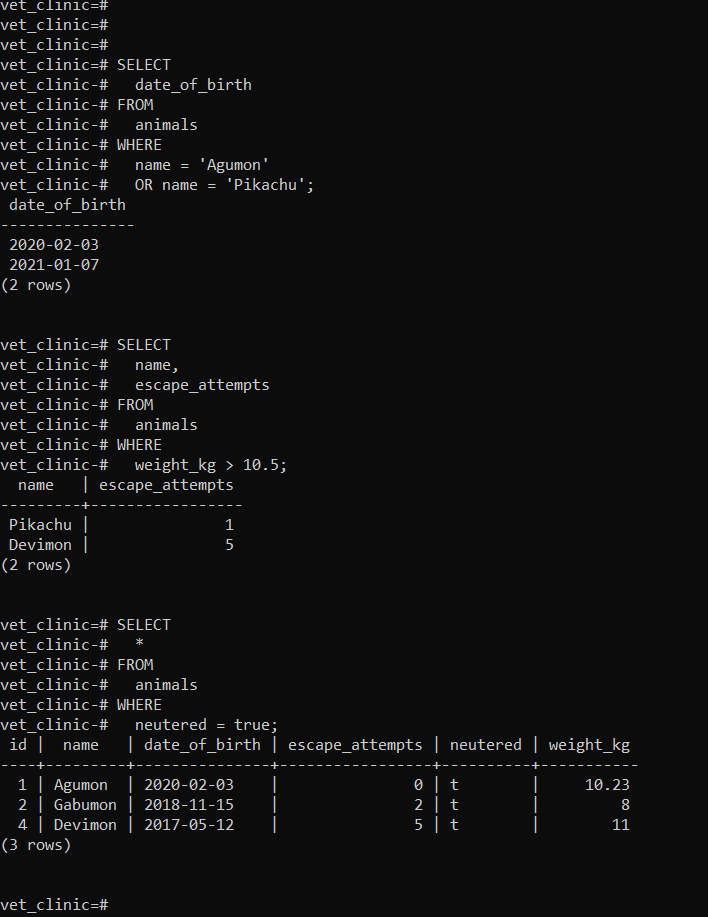 vet_clinic=#
vet_clinic=#
vet_clinic=#
vet_clinic=# SELECT
vet_clinic-#   date_of_birth
vet_clinic-# FROM
vet_clinic-#   animals
vet_clinic-# WHERE
vet_clinic-#   name = 'Agumon'
vet_clinic-#   OR name = 'Pikachu';
 date_of_birth
---------------
 2020-02-03
 2021-01-07
(2 rows)


vet_clinic=# SELECT
vet_clinic-#   name,
vet_clinic-#   escape_attempts
vet_clinic-# FROM
vet_clinic-#   animals
vet_clinic-# WHERE
vet_clinic-#   weight_kg > 10.5;
  name   | escape_attempts
---------+-----------------
 Pikachu |               1
 Devimon |               5
(2 rows)


vet_clinic=# SELECT
vet_clinic-#   *
vet_clinic-# FROM
vet_clinic-#   animals
vet_clinic-# WHERE
vet_clinic-#   neutered = true;
 id |  name   | date_of_birth | escape_attempts | neutered | weight_kg
----+---------+---------------+-----------------+----------+-----------
  1 | Agumon  | 2020-02-03    |               0 | t        |     10.23
  2 | Gabumon | 2018-11-15    |               2 | t        |         8
  4 | Devimon | 2017-05-12    |               5 | t        |        11
(3 rows)


vet_clinic=#